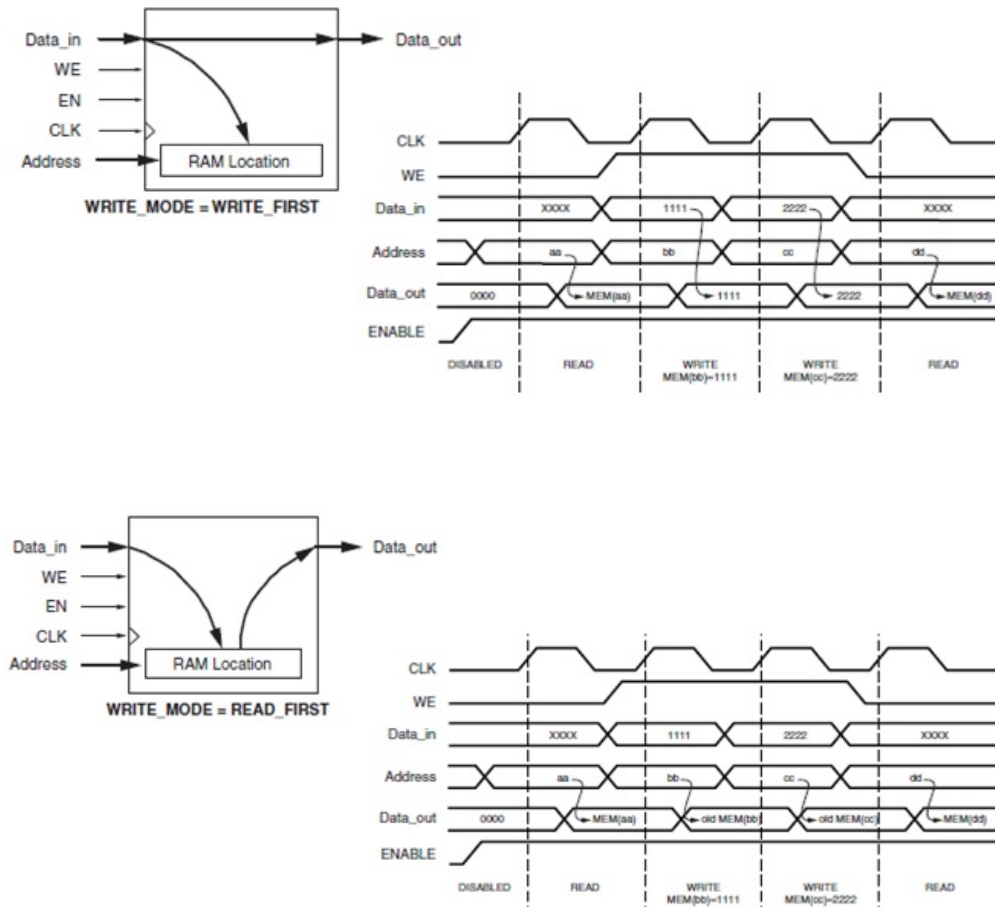 Data_in
Data_out
WE
EN
CLK
Address
RAM Location
WRITE_MODE = WRITE_FIRST
CLK
WE
Data_in XXXX 1111 2222 XXXX
Address aa bb cc dd
Data_out 0000 MEM(aa) 1111 2222 MEM(dd)
ENABLE
DISABLED READ WRITE WRITE READ
MEM(bb)=1111 MEM(cc)=2222
Data_in
Data_out
WE
EN
CLK
Address
RAM Location
WRITE_MODE = READ_FIRST
CLK
WE
Data_in XXXX 1111 2222 XXXX
Address aa bb cc dd
Data_out 0000 MEM(aa) old MEM(bb) old MEM(cc) MEM(dd)
ENABLE
DISABLED READ WRITE WRITE READ
MEM(bb)=1111 MEM(cc)=2222